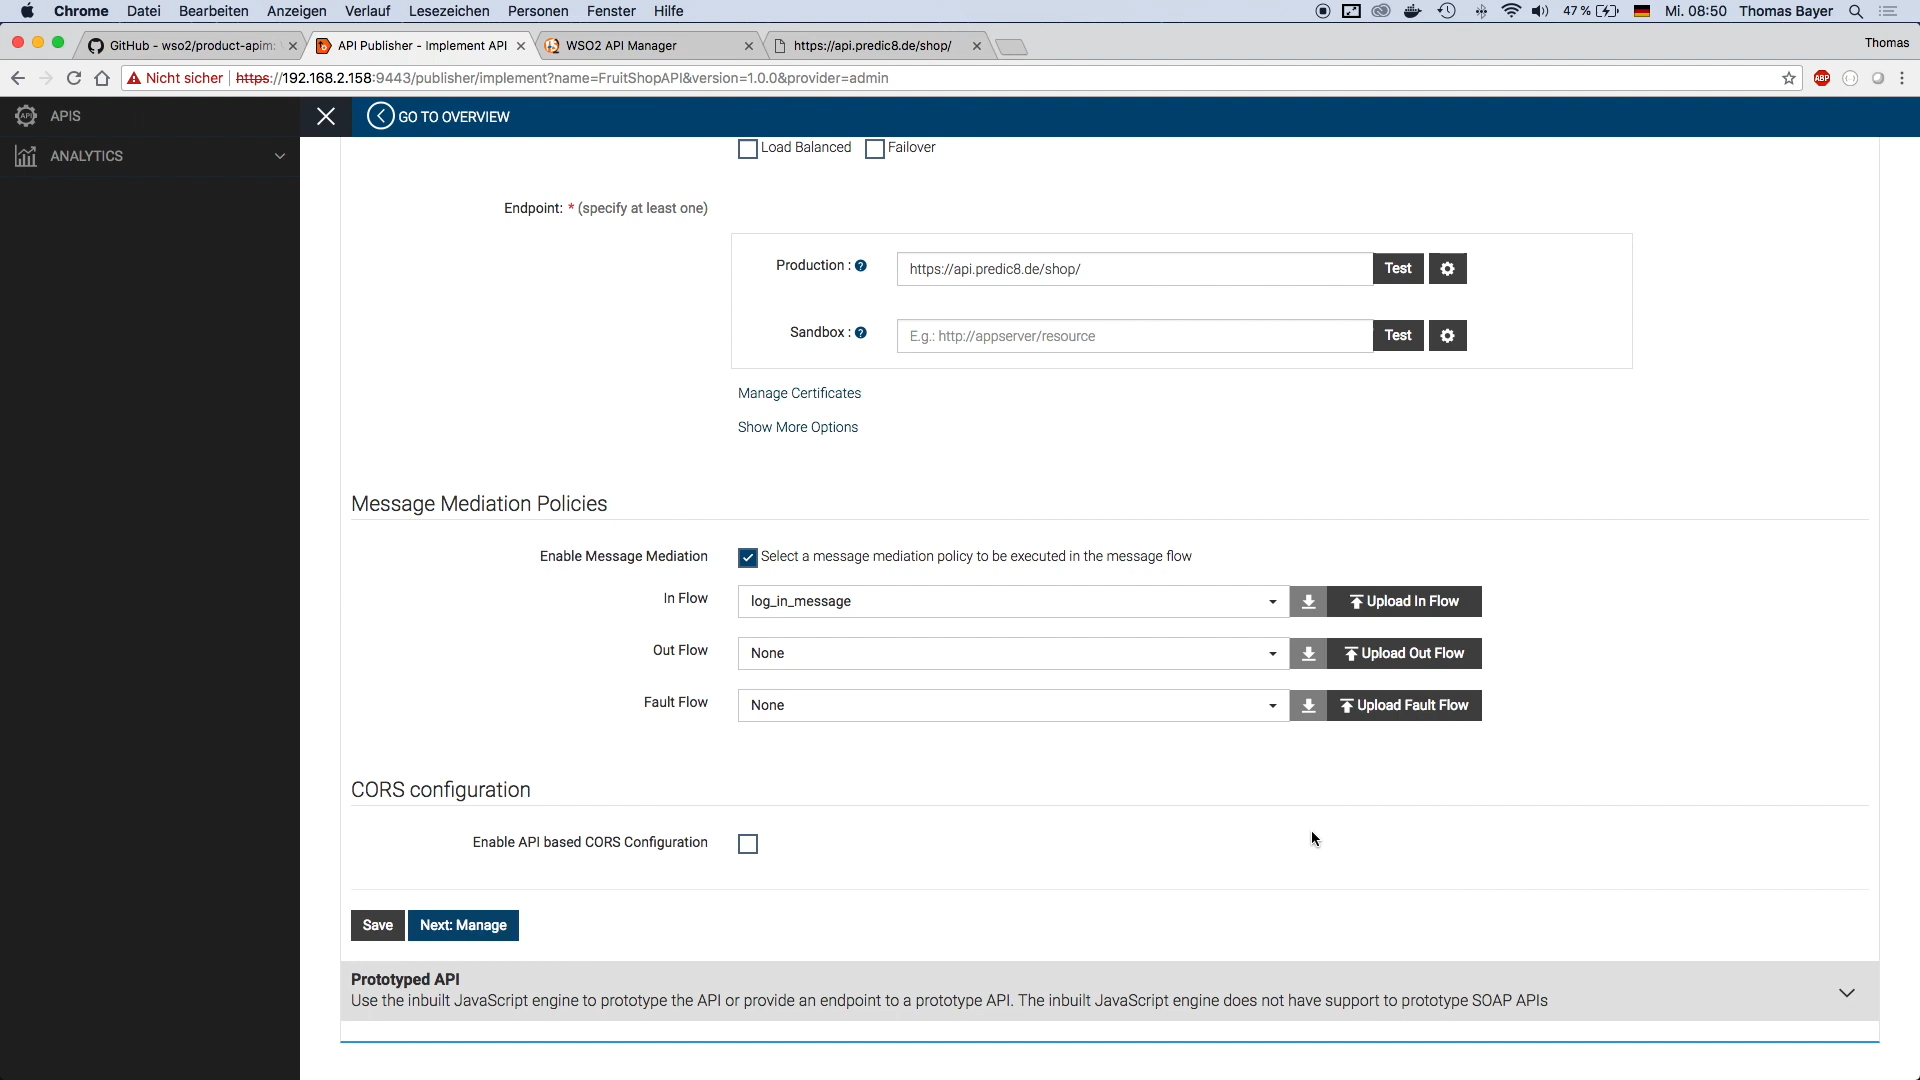 Chrome Datei Bearbeiten Anzeigen Verlauf Lesezeichen Personen Fenster Hilfe 47 % Mi. 08:50 Thomas Bayer
GitHub - wso2/product-apim: API Publisher - Implement API WSO2 API Manager https://api.predic8.de/shop/ Thomas
Nicht sicher https://192.168.2.158:9443/publisher/implement?name=FruitShopAPI&version=1.0.0&provider=admin ABP
APIS
GO TO OVERVIEW
ANALYTICS
Load Balanced Failover
Endpoint: * (specify at least one)
Production : ? https://api.predic8.de/shop/ Test
Sandbox : ? E.g.: http://appserver/resource Test
Manage Certificates
Show More Options
Message Mediation Policies
Enable Message Mediation Select a message mediation policy to be executed in the message flow
In Flow log_in_message Upload In Flow
Out Flow None Upload Out Flow
Fault Flow None Upload Fault Flow
CORS configuration
Enable API based CORS Configuration
Save Next: Manage
Prototyped API
Use the inbuilt JavaScript engine to prototype the API or provide an endpoint to a prototype API. The inbuilt JavaScript engine does not have support to prototype SOAP APIs